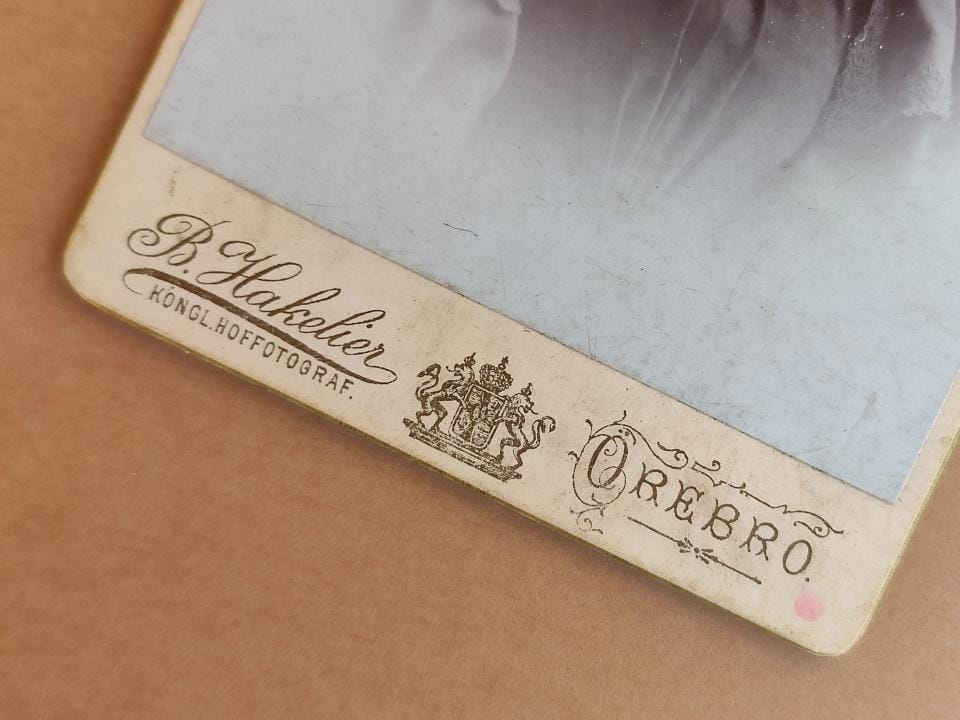 B. Hakelier
KÖNGL. HOFFOTOGRAF.
ÖREBRO.